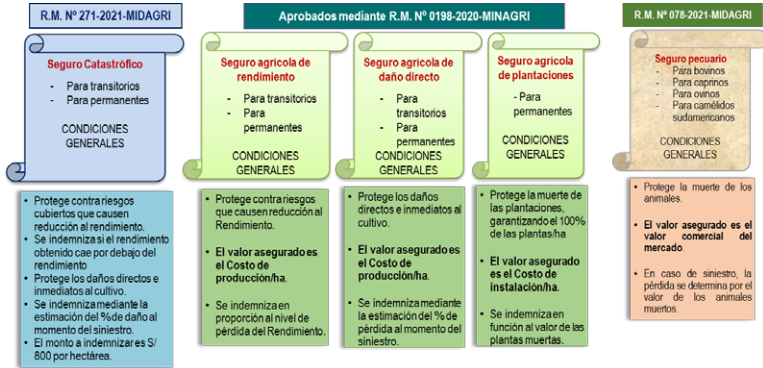 R.M. Nº 271-2021-MIDAGRI
Seguro Catastrófico
- Para transitorios
- Para permanentes
CONDICIONES
GENERALES
• Protege contra riesgos
cubiertos que causen
reducción al rendimiento.
• Se indemniza si el rendimiento
obtenido cae por debajo del
rendimiento
• Protege los daños directos e
inmediatos al cultivo.
• Se indemniza mediante la
estimación del % de daño al
momento del siniestro.
• El monto a indemnizar es S/
800 por hectárea.
Aprobados mediante R.M. Nº 0198-2020-MINAGRI
Seguro agrícola de
rendimiento
- Para transitorios
- Para
permanentes
CONDICIONES
GENERALES
• Protege contra riesgos
que causen reducción al
Rendimiento.
• El valor asegurado es
el Costo de
producción/ha.
• Se indemniza en
proporción al nivel de
pérdida del Rendimiento.
Seguro agrícola de
daño directo
- Para
transitorios
- Para
permanentes
CONDICIONES
GENERALES
• Protege los daños
directos e inmediatos al
cultivo.
• El valor asegurado es
el Costo de
producción/ha.
• Se indemniza mediante
la estimación del % de
pérdida al momento del
siniestro.
Seguro agrícola
de plantaciones
- Para
permanentes
CONDICIONES
GENERALES
• Protege la muerte de
las plantaciones,
garantizando el 100%
de las plantas/ha
• El valor asegurado
es el Costo de
instalación/ha.
• Se indemniza en
función al valor de las
plantas muertas.
R.M. Nº 078-2021-MIDAGRI
Seguro pecuario
- Para bovinos
- Para caprinos
- Para ovinos
- Para camélidos
sudamericanos
CONDICIONES
GENERALES
• Protege la muerte de los
animales.
• El valor asegurado es el
valor comercial del
mercado.
• En caso de siniestro, la
pérdida se determina por el
valor de los animales
muertos.